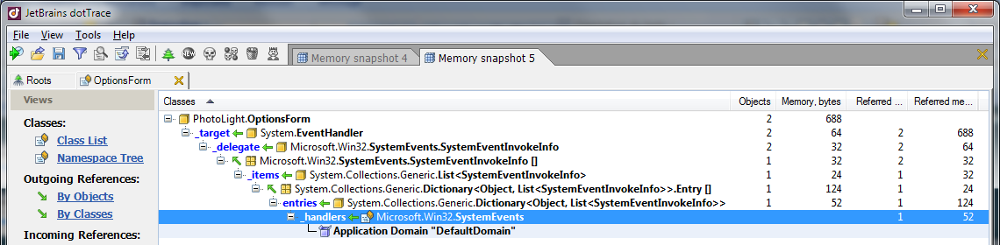 JetBrains dotTrace
File View Tools Help
Memory snapshot 4 Memory snapshot 5
Roots OptionsForm
Views
Classes:
Class List
Namespace Tree
Outgoing References:
By Objects
By Classes
Incoming References:
Classes Objects Memory, bytes Referred ... Referred me...
PhotoLight.OptionsForm 2 688
_target System.EventHandler 2 64 2 688
_delegate Microsoft.Win32.SystemEvents.SystemEventInvokeInfo 2 32 2 64
Microsoft.Win32.SystemEvents.SystemEventInvokeInfo [] 1 32 2 32
_items System.Collections.Generic.List<SystemEventInvokeInfo> 1 24 1 32
System.Collections.Generic.Dictionary<Object, List<SystemEventInvokeInfo>>.Entry [] 1 124 1 24
entries System.Collections.Generic.Dictionary<Object, List<SystemEventInvokeInfo>> 1 52 1 124
_handlers Microsoft.Win32.SystemEvents 1 52
Application Domain "DefaultDomain"